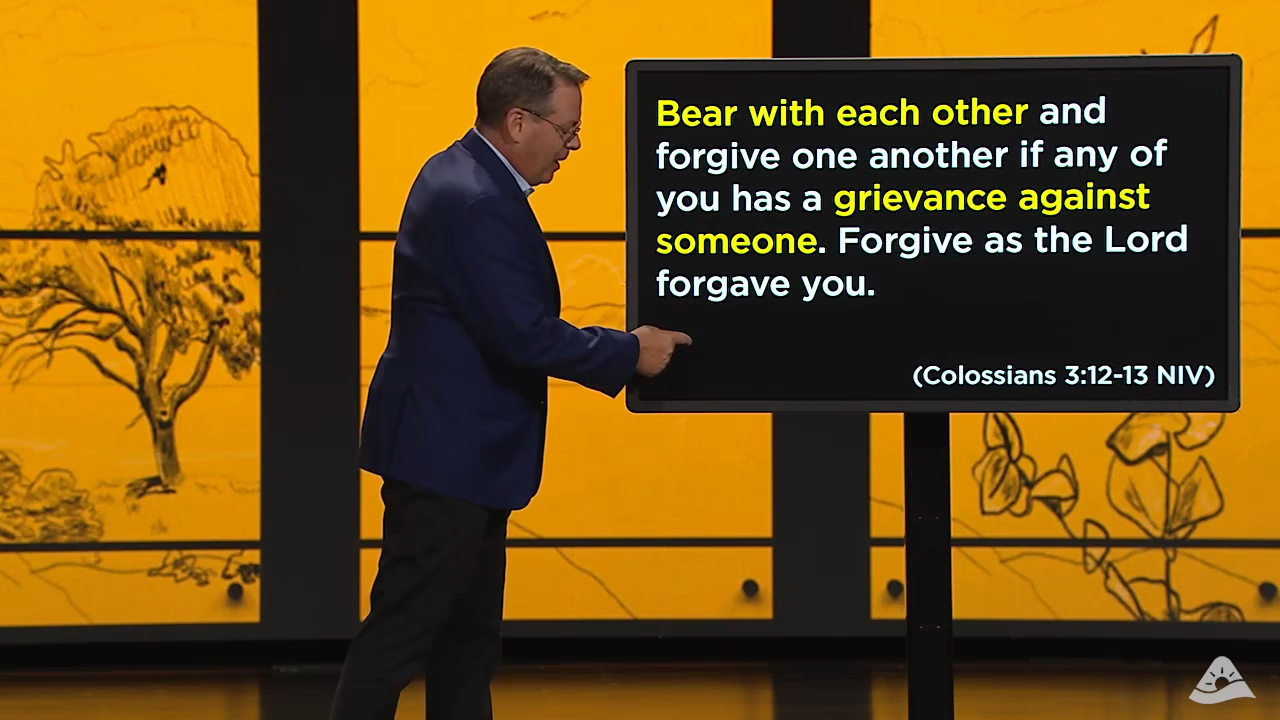 Bear with each other and
forgive one another if any of
you has a grievance against
someone. Forgive as the Lord
forgave you.
(Colossians 3:12-13 NIV)